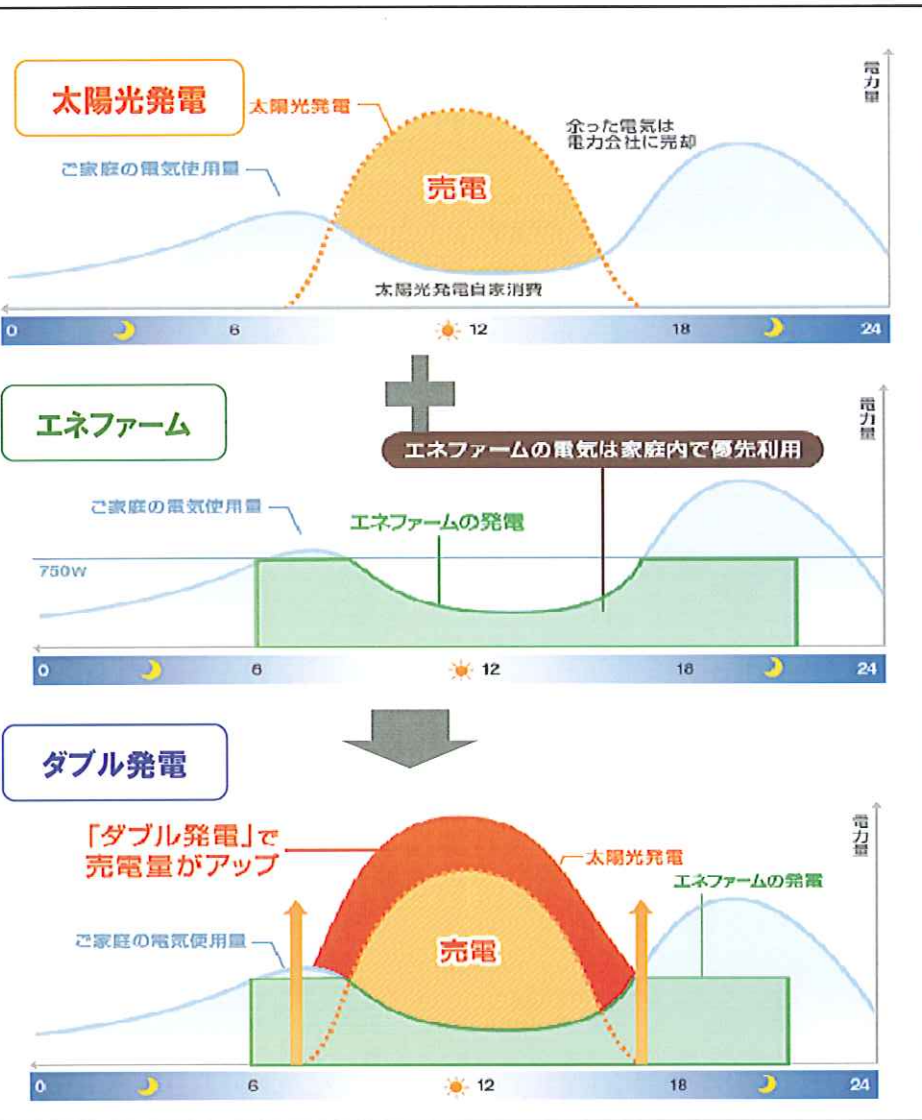 太陽光発電
太陽光発電
電力量
余った電気は
電力会社に売却
ご家庭の電気使用量
売電
太陽光発電自家消費
0
6
12
18
24
エネファーム
電力量
エネファームの電気は家庭内で優先利用
ご家庭の電気使用量
エネファームの発電
750W
0
6
12
18
24
ダブル発電
「ダブル発電」で
売電量がアップ
電力量
太陽光発電
エネファームの発電
ご家庭の電気使用量
売電
0
6
12
18
24